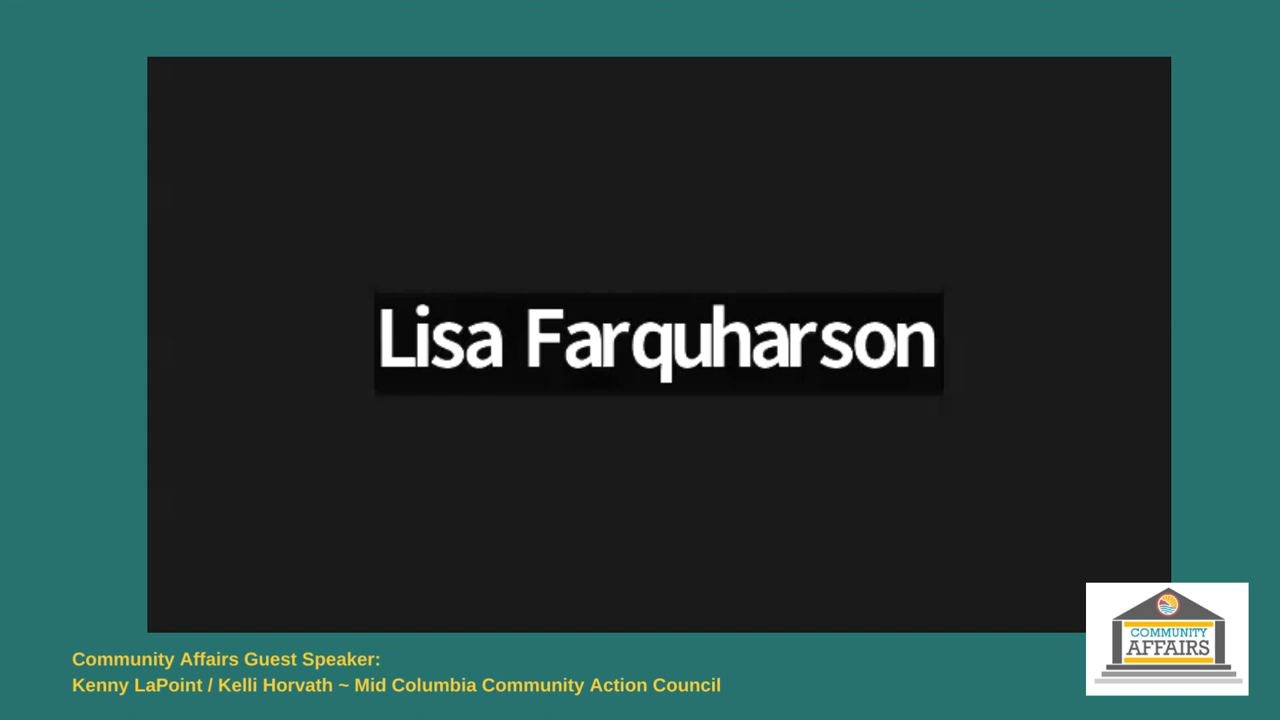 Lisa Farquharson
Community Affairs Guest Speaker:
Kenny LaPoint / Kelli Horvath ~ Mid Columbia Community Action Council
COMMUNITY
AFFAIRS